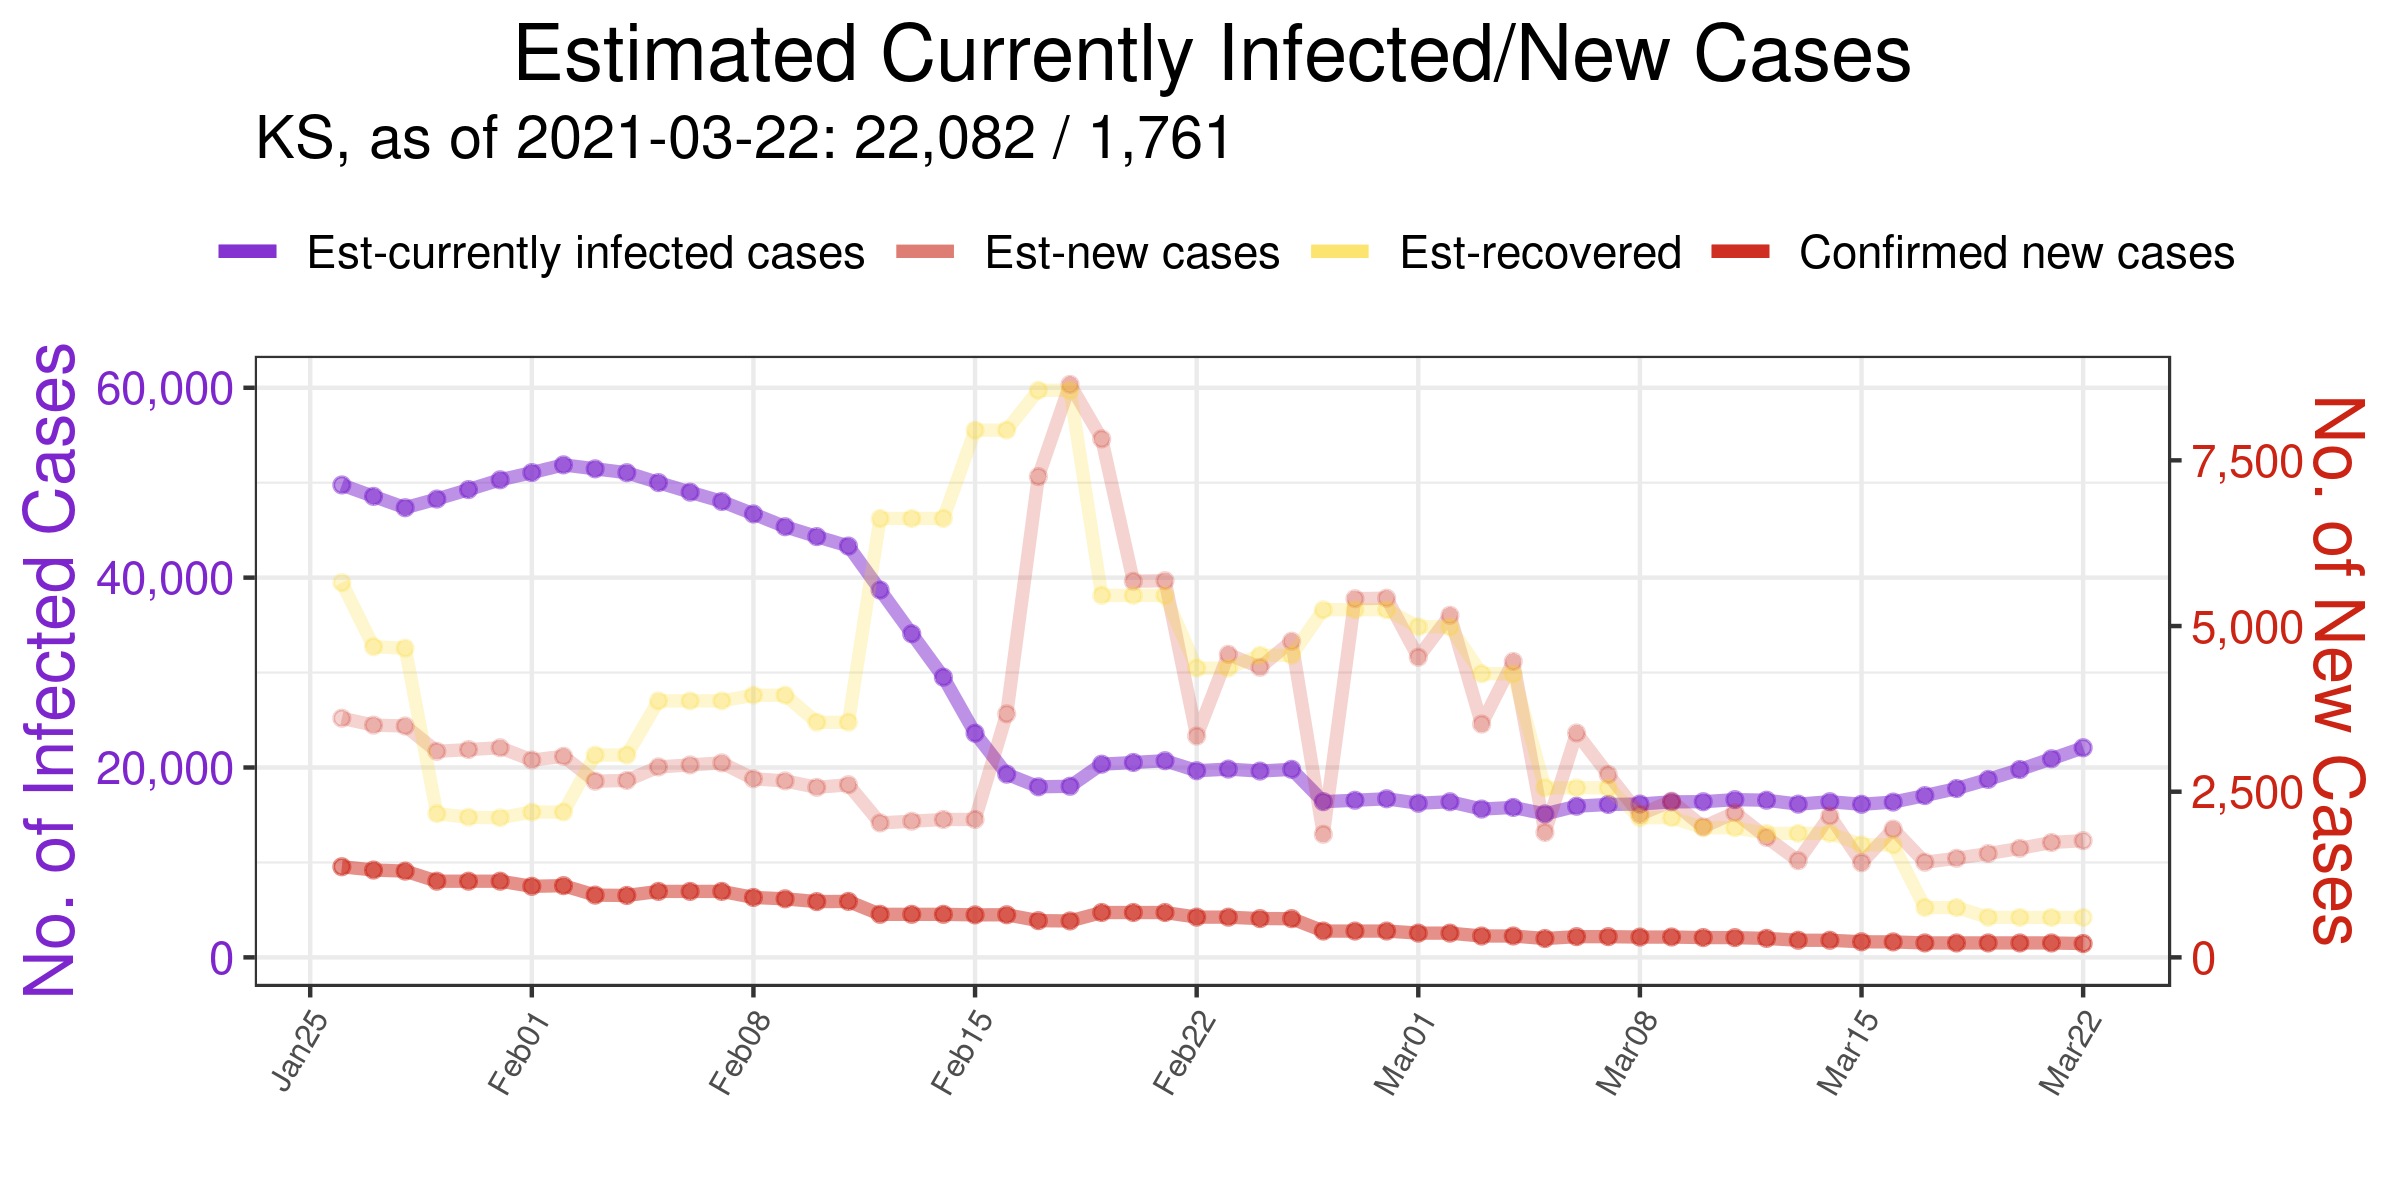 Estimated Currently Infected/New Cases
KS, as of 2021-03-22: 22,082 / 1,761
Est-currently infected cases Est-new cases Est-recovered Confirmed new cases
No. of Infected Cases
60,000
40,000
20,000
0
7,500
5,000
2,500
0
No. of New Cases
Jan25 Feb01 Feb08 Feb15 Feb22 Mar01 Mar08 Mar15 Mar22